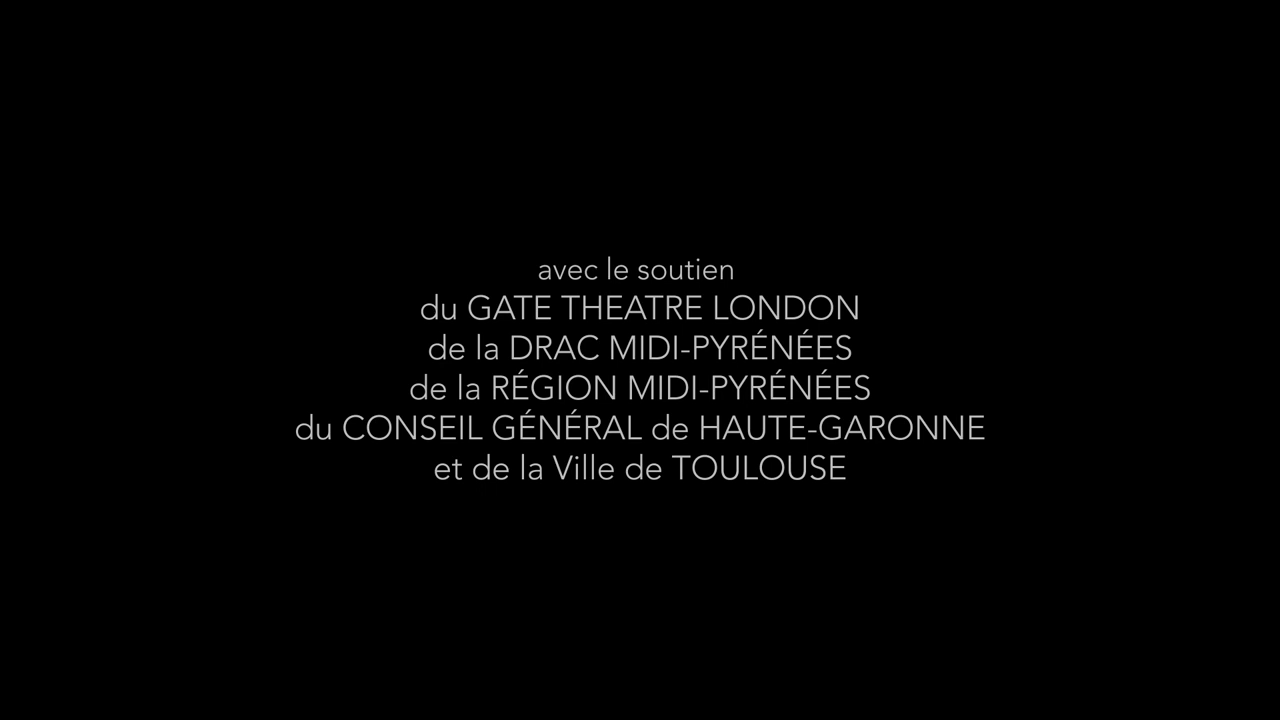 avec le soutien
du GATE THEATRE LONDON
de la DRAC MIDI-PYRÉNÉES
de la RÉGION MIDI-PYRÉNÉES
du CONSEIL GÉNÉRAL de HAUTE-GARONNE
et de la Ville de TOULOUSE